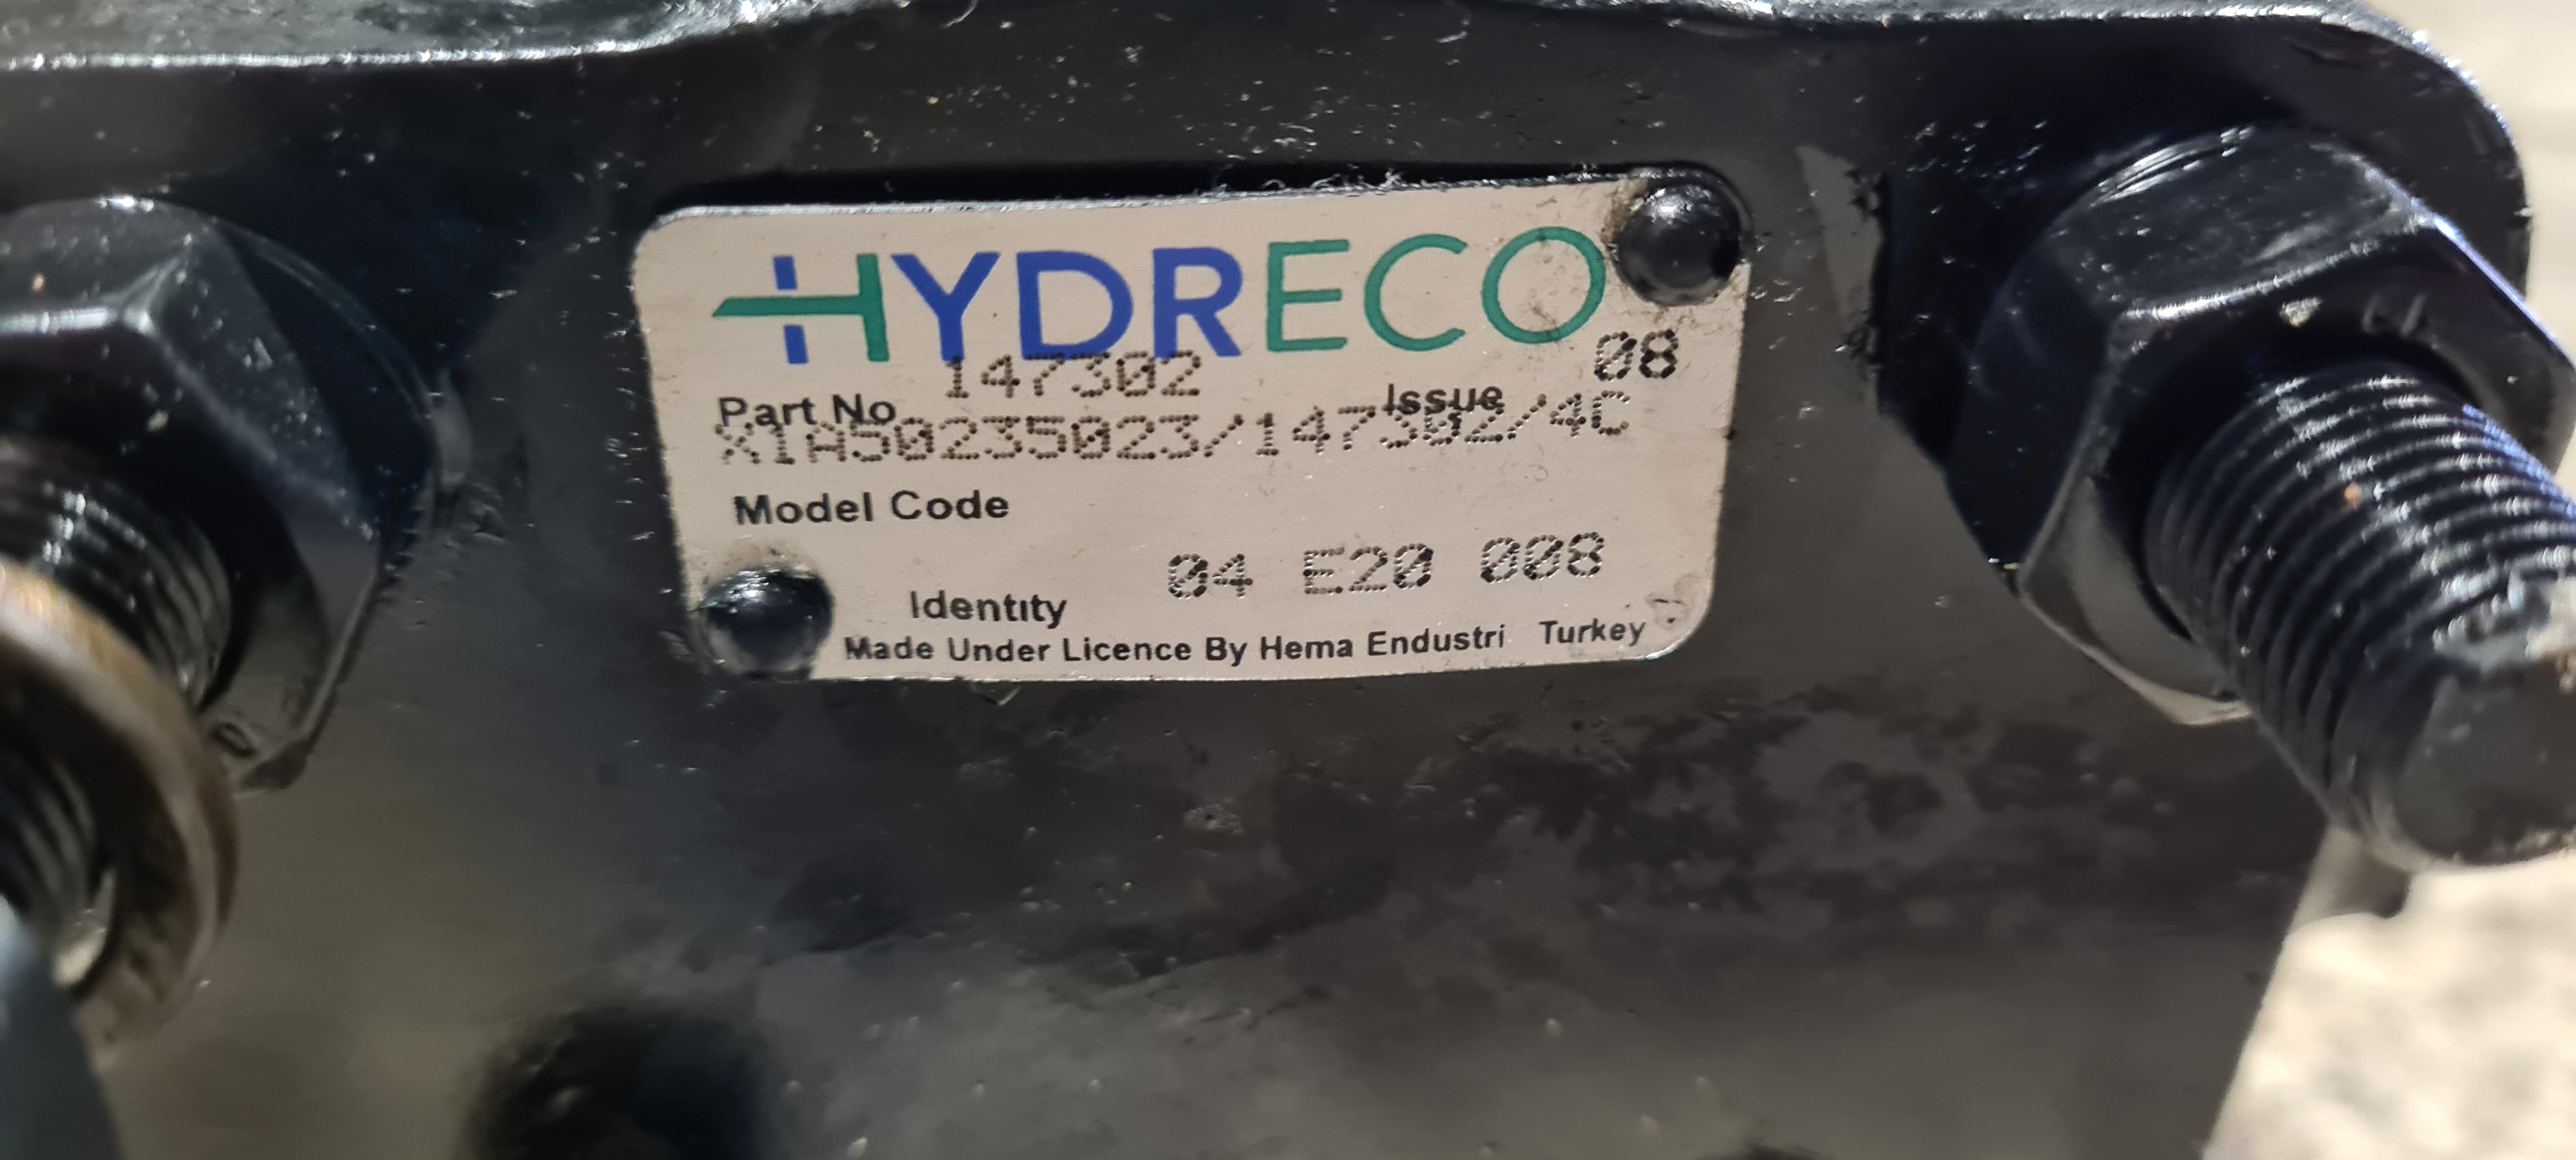 HYDRECO
Part No 147302 Issue 08
X1A50235023/147302/4C
Model Code
Identity 04 E20 008
Made Under Licence By Hema Endustri Turkey